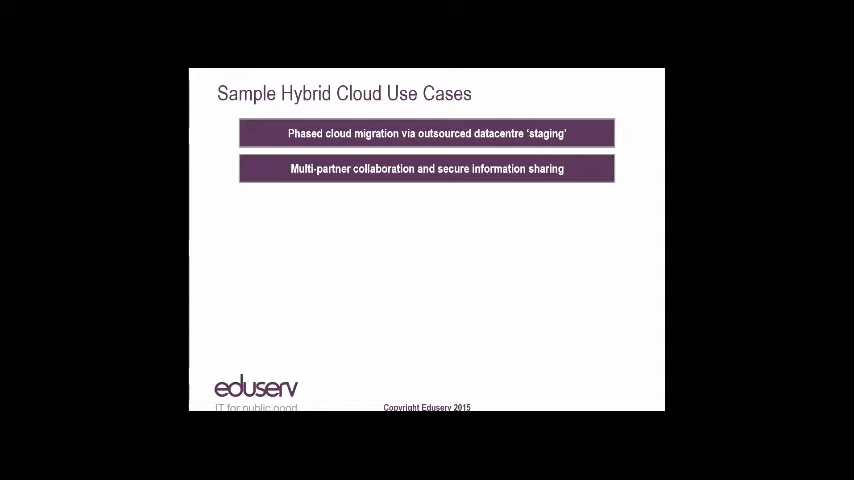 Sample Hybrid Cloud Use Cases
Phased cloud migration via outsourced datacentre 'staging'
Multi-partner collaboration and secure information sharing
eduserv
IT for public good
Copyright Eduserv 2015